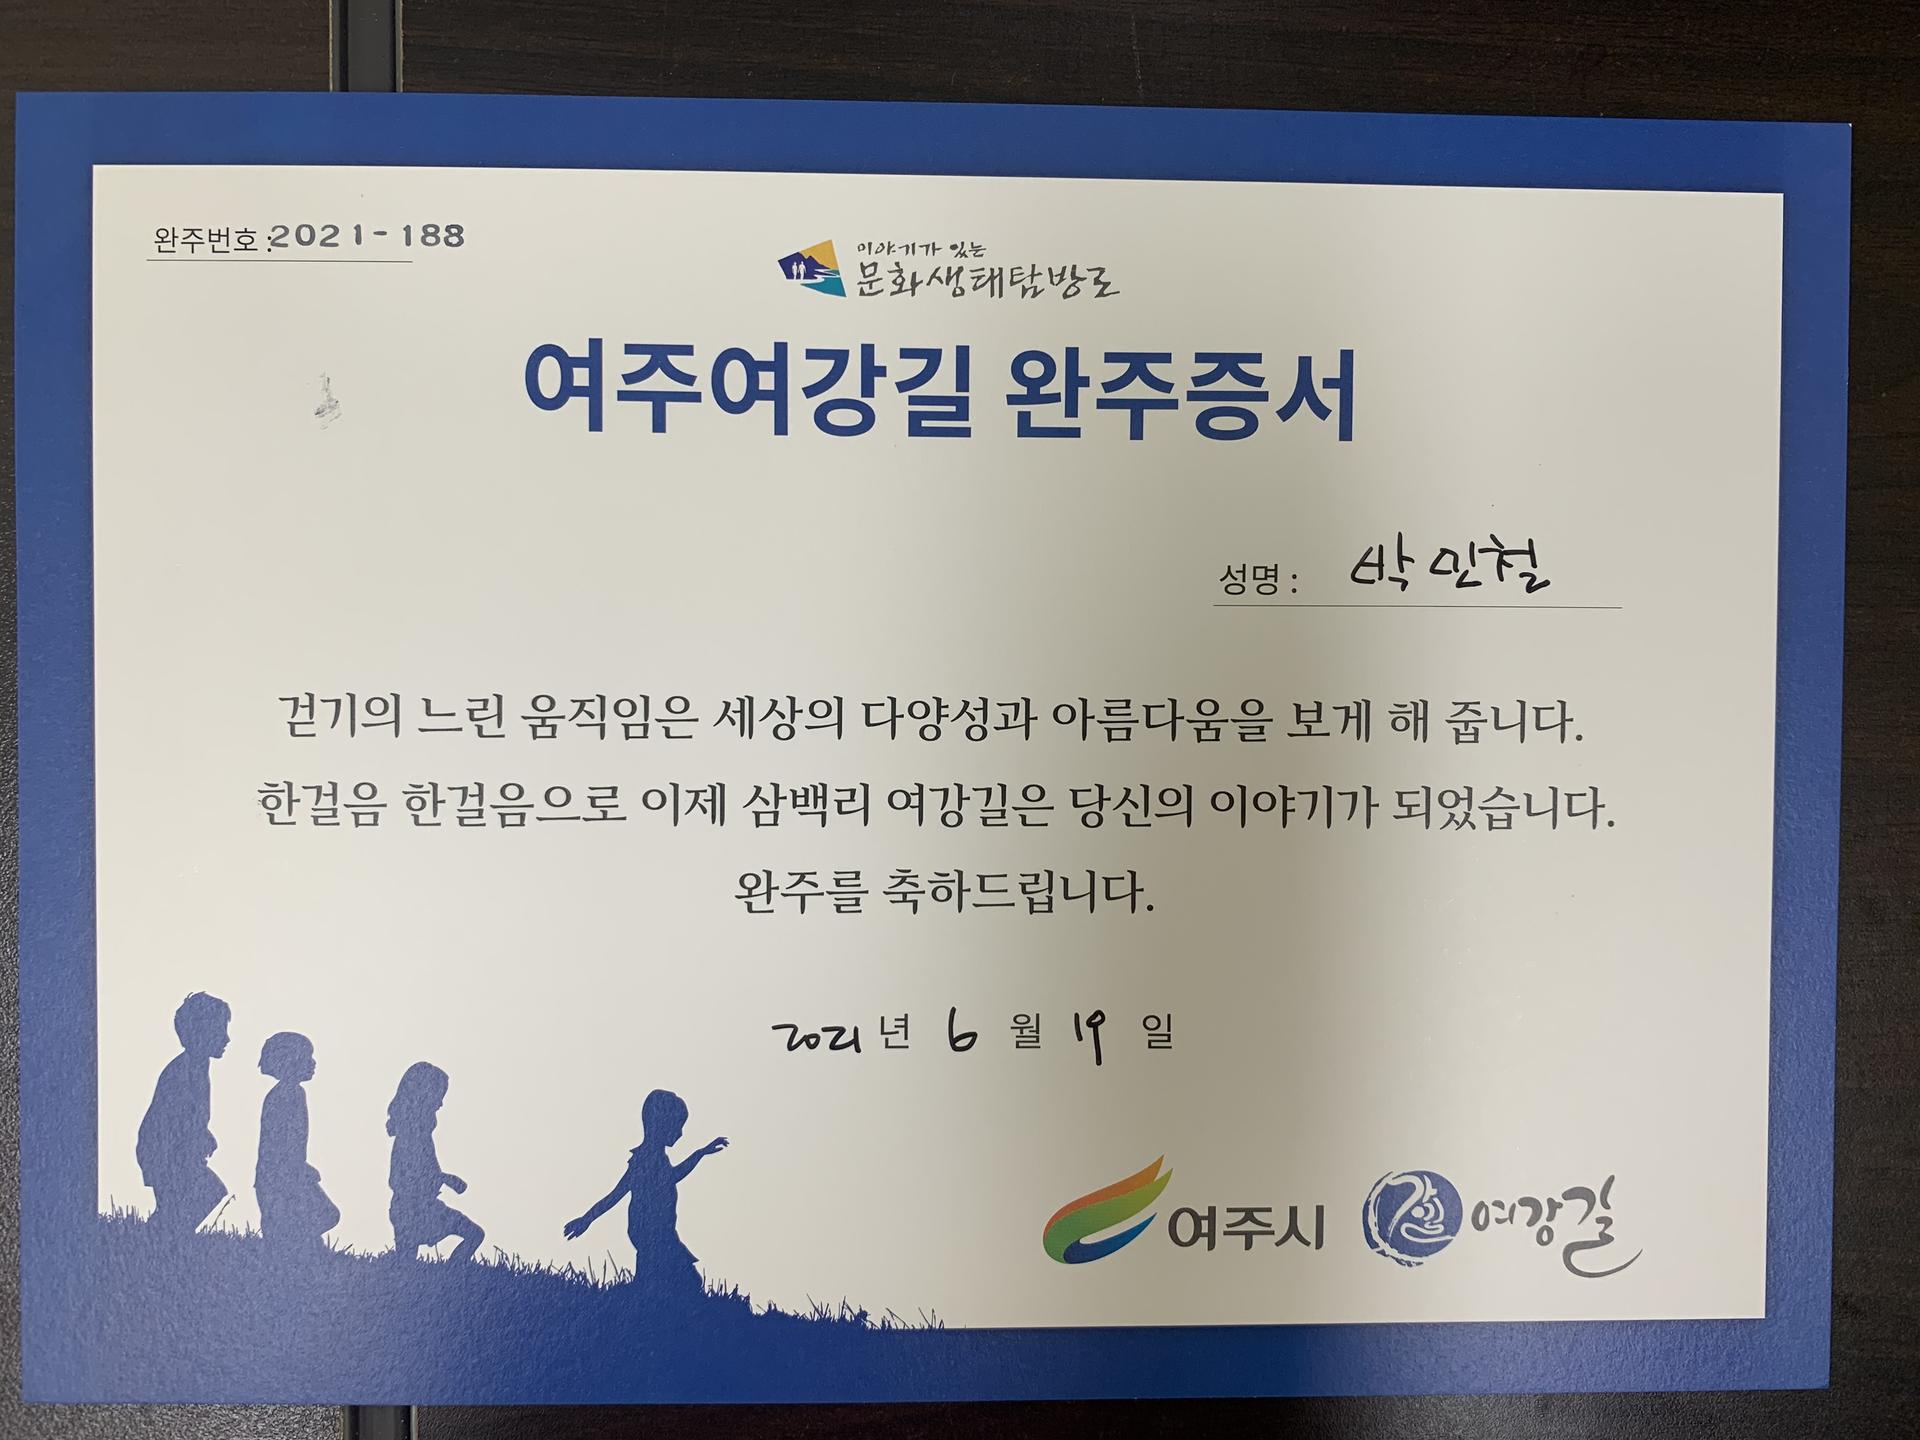 완주번호 : 2021-188
이야기가 있는
문화생태탐방로
여주여강길 완주증서
성명 : 박민철
걷기의 느린 움직임은 세상의 다양성과 아름다움을 보게 해 줍니다.
한걸음 한걸음으로 이제 삼백리 여강길은 당신의 이야기가 되었습니다.
완주를 축하드립니다.
2021 년 6 월 19 일
여주시 여강길